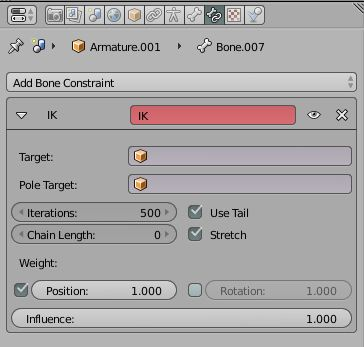 Armature.001 Bone.007
Add Bone Constraint
IK IK
Target:
Pole Target:
Iterations: 500 Use Tail
Chain Length: 0 Stretch
Weight:
Position: 1.000 Rotation: 1.000
Influence: 1.000